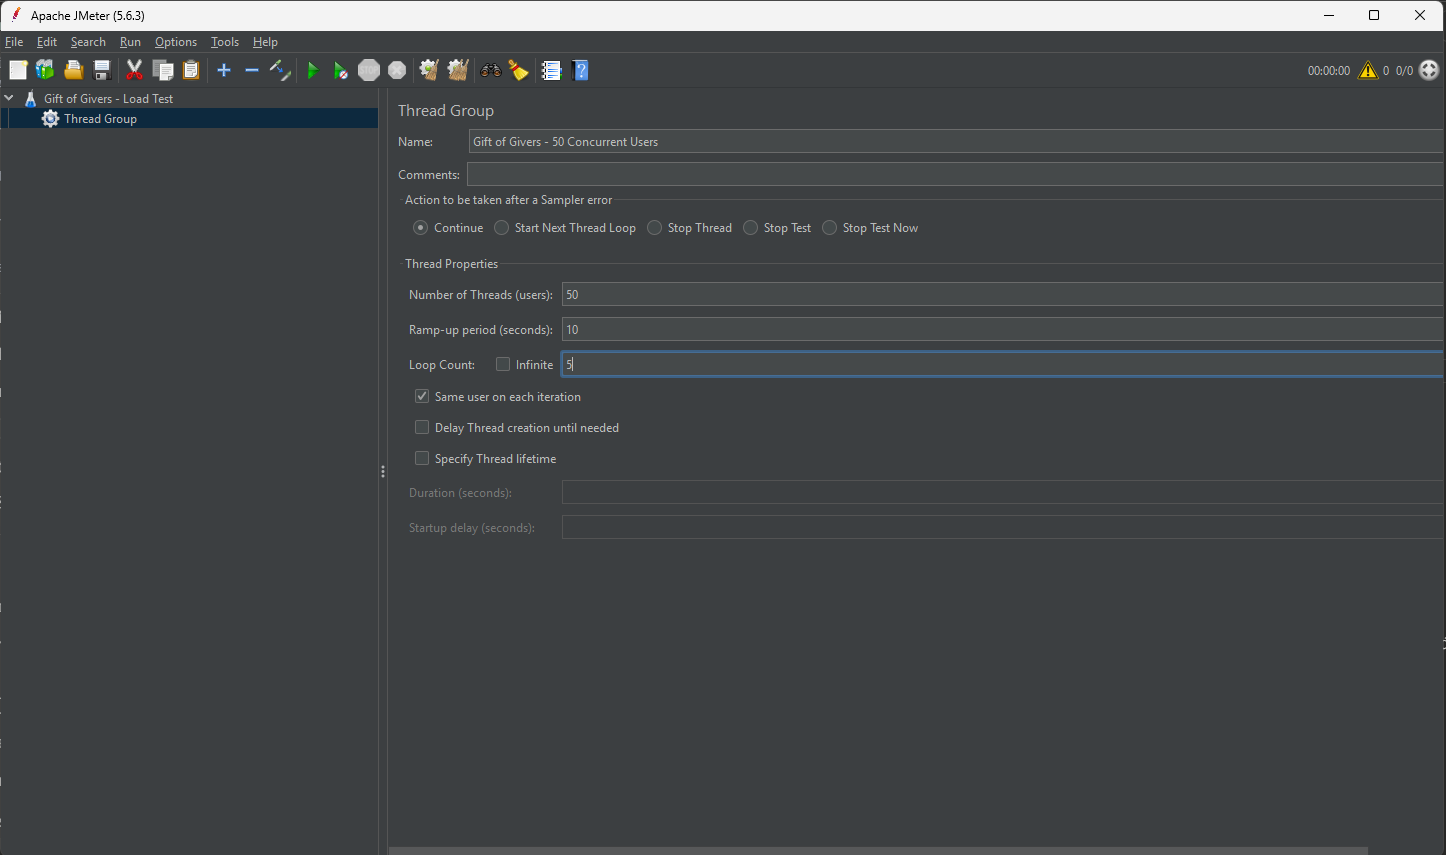 Apache JMeter (5.6.3)
File Edit Search Run Options Tools Help
STOP
00:00:00 0 0/0
Gift of Givers - Load Test
Thread Group
Thread Group
Name: Gift of Givers - 50 Concurrent Users
Comments:
Action to be taken after a Sampler error
Continue Start Next Thread Loop Stop Thread Stop Test Stop Test Now
Thread Properties
Number of Threads (users): 50
Ramp-up period (seconds): 10
Loop Count: Infinite 5
Same user on each iteration
Delay Thread creation until needed
Specify Thread lifetime
Duration (seconds):
Startup delay (seconds):